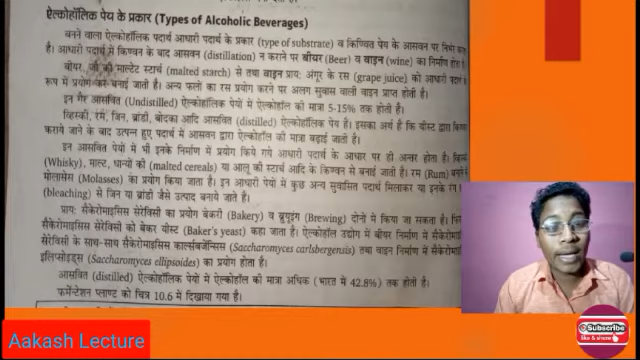 ऐल्कोहॉलिक पेय के प्रकार (Types of Alcoholic Beverages)
बनने वाला ऐल्कोहॉलिक पदार्थ आधारी पदार्थ के प्रकार (type of substrate) व किण्वित पेय के आसवन पर निर्भर करता
है। आधारी पदार्थ में किण्वन के बाद आसवन (distillation) न कराने पर बीयर (Beer) व वाइन (wine) का निर्माण होता है
बीयर, जौ की माल्टेट स्टार्च (malted starch) से तथा वाइन प्रायः अंगूर के रस (grape juice) को आधारी पदार्थ
रूप में प्रयोग कर बनाई जाती है। अन्य फलों का रस प्रयोग करने पर अलग सुवास वाली वाइन प्राप्त होती है।
इन गैर आसवित (Undistilled) ऐल्कोहॉलिक पेयों में ऐल्कोहॉल की मात्रा 5-15% तक होती है।
व्हिस्की, रम, जिन, ब्रांडी, बोदका आदि आसवित (distilled) ऐल्कोहॉलिक पेय है। इसका अर्थ है कि यीस्ट द्वारा किण्वन
कराये जाने के बाद उत्पन्न हुए पदार्थ में आसवन द्वारा ऐल्कोहॉल की मात्रा बढ़ाई जाती है।
इन आसवित पेयों में भी इनके निर्माण में प्रयोग किये गये आधारी पदार्थ के आधार पर ही अन्तर होता है।
(Whisky), माल्ट, धान्यों की (malted cereals) या आलू की स्टार्च आदि के किण्वन से बनाई जाती है। रम (Rum) बनाने में
मोलासेस (Molasses) का प्रयोग किया जाता है। इन आधारी पेयों में कुछ अन्य सुवासित पदार्थ मिलाकर या इनके रंग
(bleaching) से जिन या ब्रांडी जैसे उत्पाद बनाये जाते है।
प्रायः सैकेरोमाइसिस सेरेविसी का प्रयोग बेकरी (Bakery) व ब्रुइंग (Brewing) दोनों में किया जा सकता है।
सैकेरोमाइसिस सेरेविसी को बेकर यीस्ट (Baker's yeast) कहा जाता है। ऐल्कोहॉल उद्योग में बीयर निर्माण में सैकेरोमाइ
सेरेविसी के साथ-साथ सैकेरोमाइसिस कार्ल्सबर्जेन्सिस (Saccharomyces carlsbergensis) तथा वाइन निर्माण में सैकेरोमाइ
इलिप्सोइड्स (Saccharomyces ellipsoides) का प्रयोग होता है।
आसवित (distilled) ऐल्कोहॉलिक पेयों में ऐल्कोहॉल की मात्रा अधिक (भारत में 42.8%) तक होती है।
फर्मेन्टेशन प्लाण्ट को चित्र 10.6 में दिखाया गया है।
Aakash Lecture
Subscribe
like & share